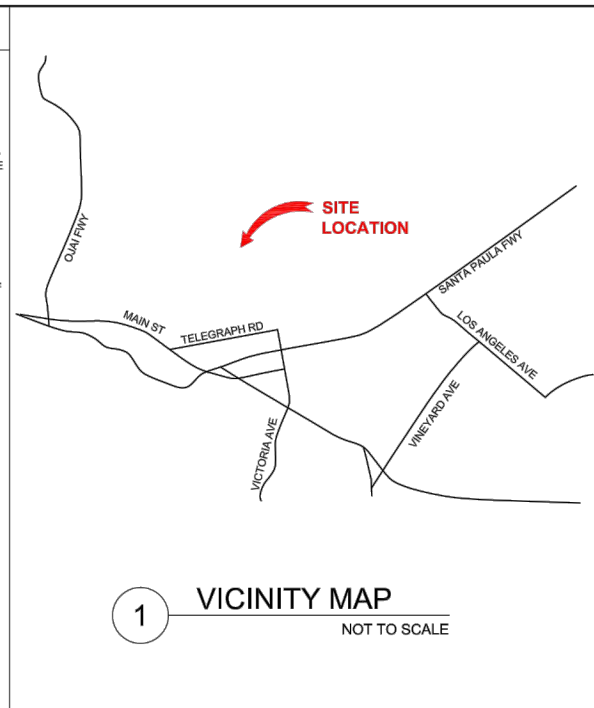 SITE
LOCATION
OJAI FWY
SANTA PAULA FWY
MAIN ST
TELEGRAPH RD
LOS ANGELES AVE
VINEYARD AVE
VICTORIA AVE
1
VICINITY MAP
NOT TO SCALE